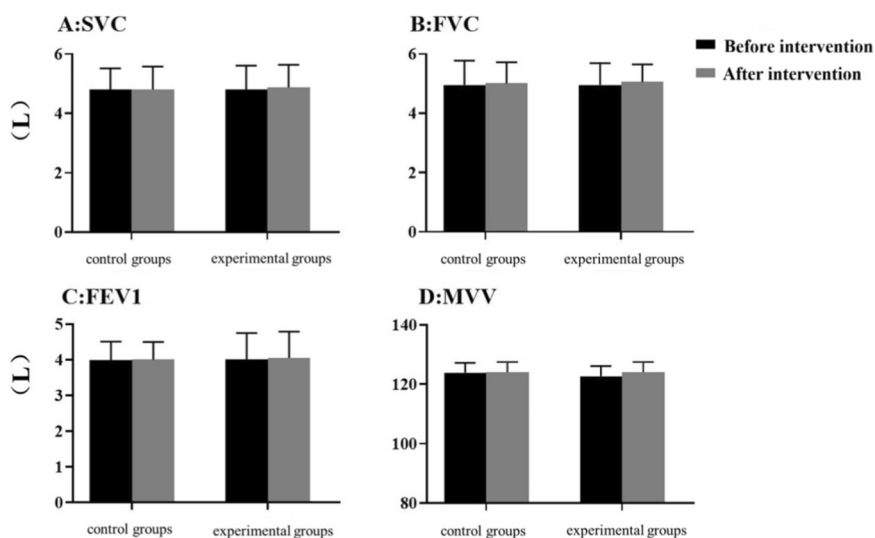 A:SVC
6
4
2
0
(L)
control groups
experimental groups
B:FVC
6
4
2
0
control groups
experimental groups
Before intervention
After intervention
C:FEV1
5
4
3
2
1
0
(L)
control groups
experimental groups
D:MVV
140
120
100
80
control groups
experimental groups